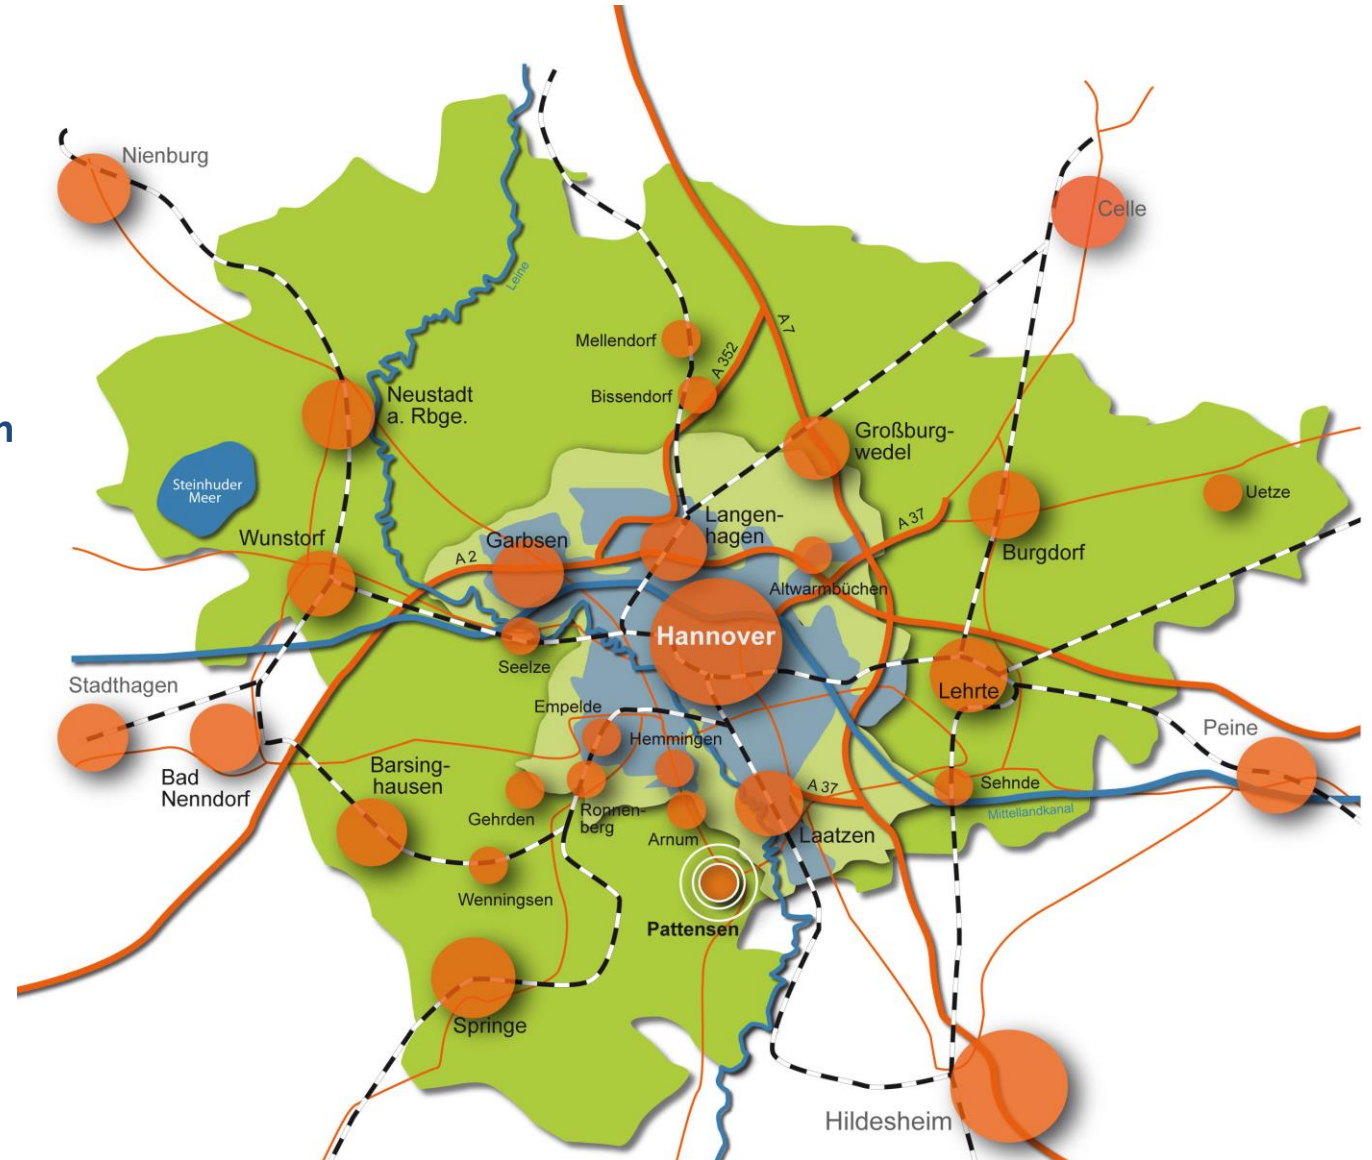 Nienburg
Celle
Leine
Mellendorf
A 7
A 352
Bissendorf
Neustadt
a. Rbge.
Großburg-
wedel
n
Steinhuder
Meer
Uetze
Langen-
hagen
A 37
Wunstorf
Garbsen
Burgdorf
A 2
Altwarmbüchen
Hannover
Seelze
Stadthagen
Lehrte
Empelde
Peine
Hemmingen
Bad
Nenndorf
Barsing-
hausen
Sehnde
A 37
Gehrden
Ronnen-
berg
Mittellandkanal
Arnum
Laatzen
Wenningsen
Pattensen
Springe
Hildesheim